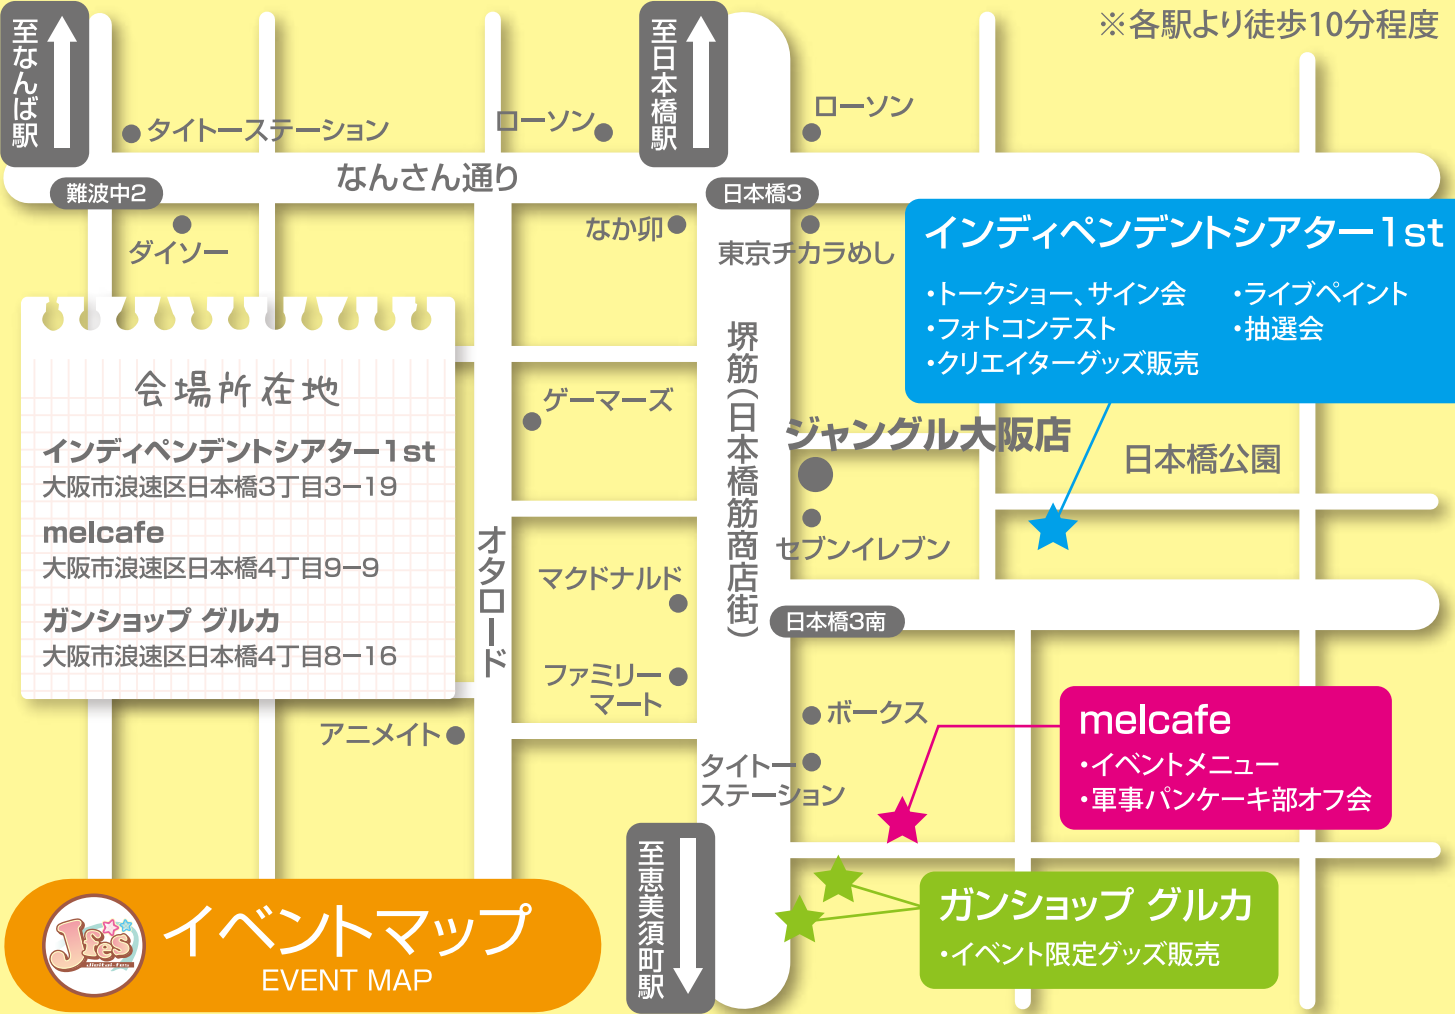 ※各駅より徒歩10分程度
至なんば駅
至日本橋駅
タイトーステーション
ローソン
ローソン
なんさん通り
難波中2
日本橋3
ダイソー
なか卯
東京チカラめし
インディペンデントシアター1st
・トークショー、サイン会
・ライブペイント
・フォトコンテスト
・抽選会
・クリエイターグッズ販売
会場所在地
インディペンデントシアター1st
大阪市浪速区日本橋3丁目3−19
melcafe
大阪市浪速区日本橋4丁目9−9
ガンショップ グルカ
大阪市浪速区日本橋4丁目8−16
堺筋(日本橋筋商店街)
ゲーマーズ
ジャングル大阪店
日本橋公園
セブンイレブン
オタロード
マクドナルド
日本橋3南
ファミリー
マート
アニメイト
ボークス
タイトー
ステーション
melcafe
・イベントメニュー
・軍事パンケーキ部オフ会
至恵美須町駅
ガンショップ グルカ
・イベント限定グッズ販売
Jfes
digital fes
イベントマップ
EVENT MAP